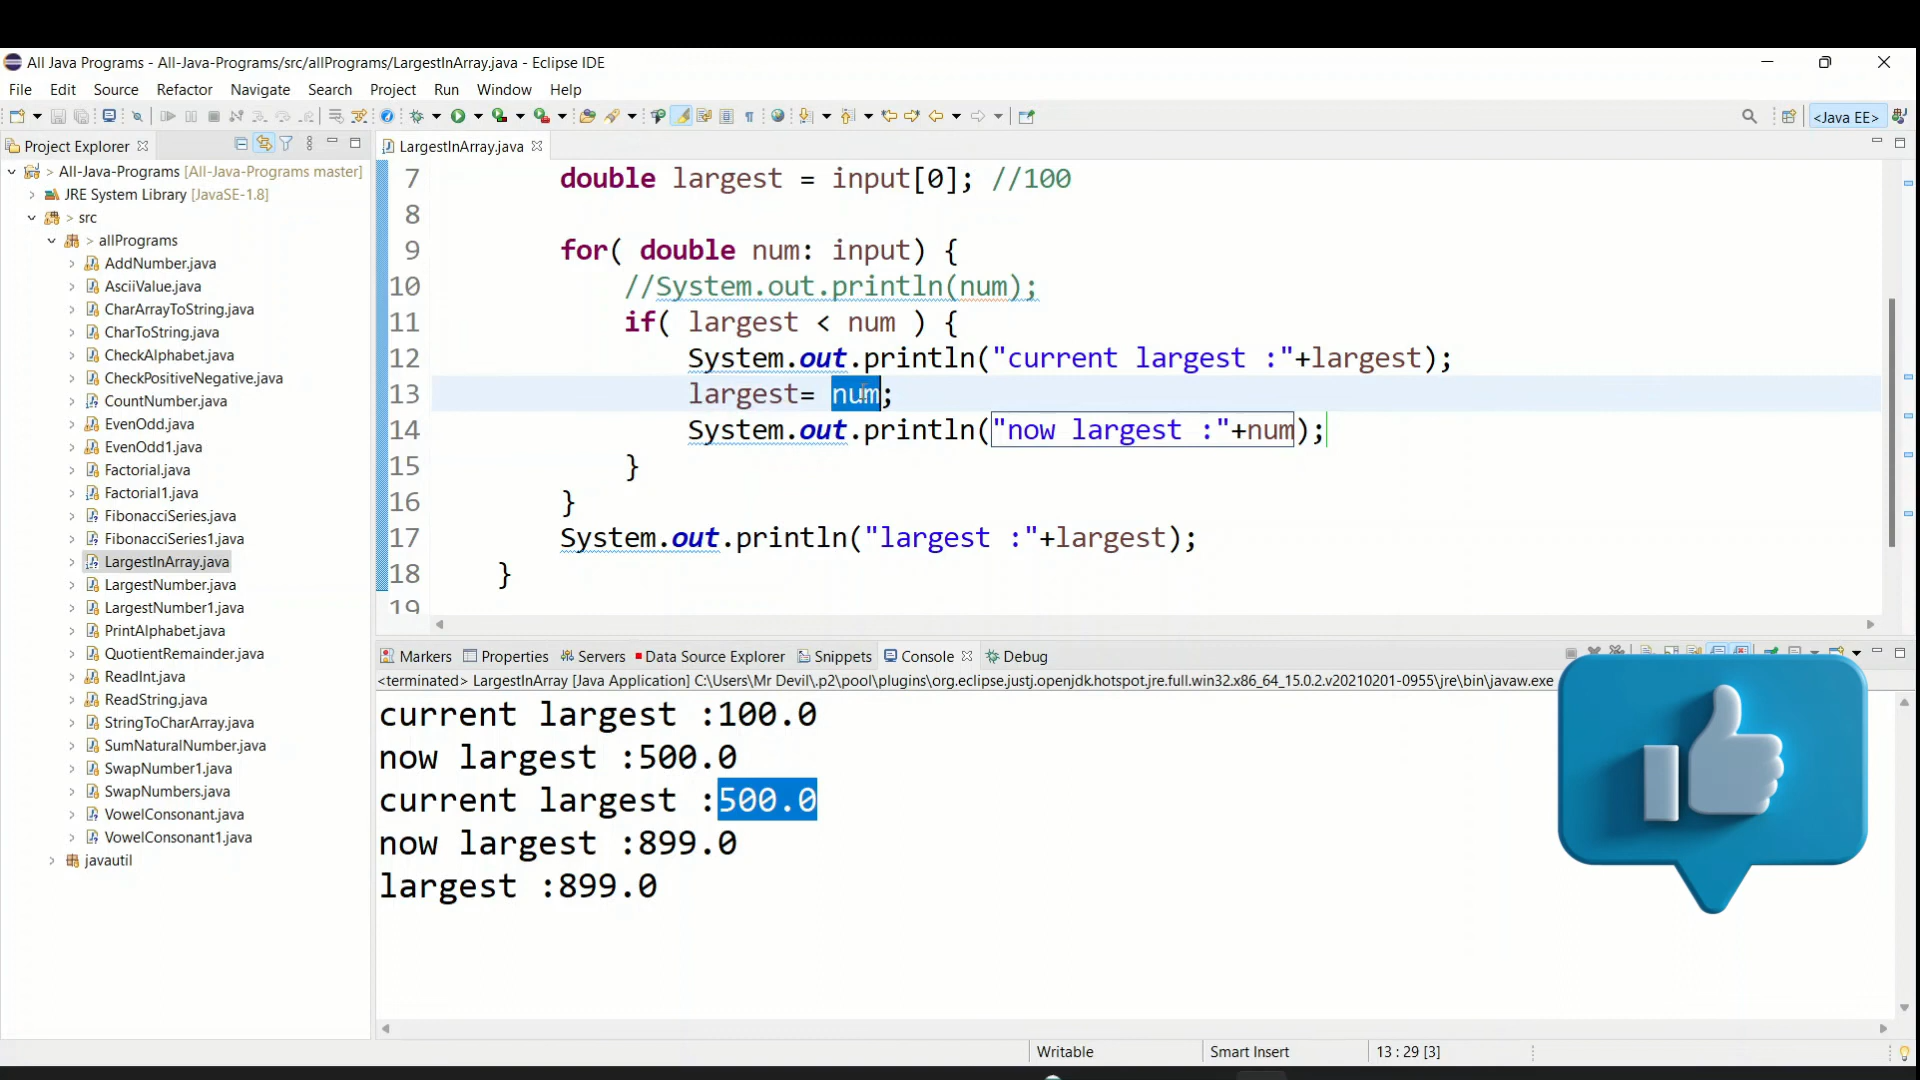 All Java Programs - All-Java-Programs/src/allPrograms/LargestInArray.java - Eclipse IDE
File Edit Source Refactor Navigate Search Project Run Window Help
<Java EE>
Project Explorer
LargestInArray.java
All-Java-Programs [All-Java-Programs master]
JRE System Library [JavaSE-1.8]
src
allPrograms
AddNumber.java
AsciiValue.java
CharArrayToString.java
CharToString.java
CheckAlphabet.java
CheckPositiveNegative.java
CountNumber.java
EvenOdd.java
EvenOdd1.java
Factorial.java
Factorial1.java
FibonacciSeries.java
FibonacciSeries1.java
LargestInArray.java
LargestNumber.java
LargestNumber1.java
PrintAlphabet.java
QuotientRemainder.java
ReadInt.java
ReadString.java
StringToCharArray.java
SumNaturalNumber.java
SwapNumber1.java
SwapNumbers.java
VowelConsonant.java
VowelConsonant1.java
javautil
7 double largest = input[0]; //100
8
9 for( double num: input) {
10 //System.out.println(num);
11 if( largest < num ) {
12 System.out.println("current largest :"+largest);
13 largest= num;
14 System.out.println("now largest :"+num);
15 }
16 }
17 System.out.println("largest :"+largest);
18 }
19
Markers Properties Servers Data Source Explorer Snippets Console Debug
<terminated> LargestInArray [Java Application] C:\Users\Mr Devil\.p2\pool\plugins\org.eclipse.justj.openjdk.hotspot.jre.full.win32.x86_64_15.0.2.v20210201-0955\jre\bin\javaw.exe
current largest :100.0
now largest :500.0
current largest :500.0
now largest :899.0
largest :899.0
Writable Smart Insert 13 : 29 [3]